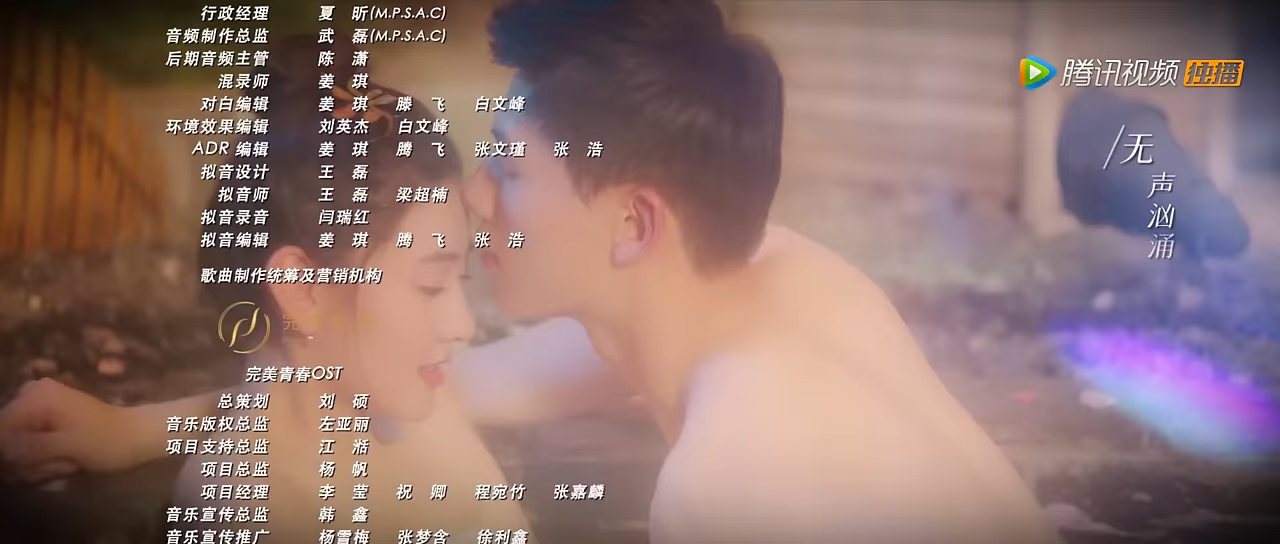 行政经理 夏 昕(M.P.S.A.C)
音频制作总监 武 磊(M.P.S.A.C)
后期音频主管 陈 潇
混录师 姜 琪
对白编辑 姜 琪 滕 飞 白文峰
环境效果编辑 刘英杰 白文峰
ADR 编辑 姜 琪 腾 飞 张文瑾 张 浩
拟音设计 王 磊
拟音师 王 磊 梁超楠
拟音录音 闫瑞红
拟音编辑 姜 琪 腾 飞 张 浩
歌曲制作统筹及营销机构
完美青春OST
总策划 刘 硕
音乐版权总监 左亚丽
项目支持总监 江 湉
项目总监 杨 帆
项目经理 李 莹 祝 卿 程宛竹 张嘉麟
音乐宣传总监 韩 鑫
音乐宣传推广 杨雪梅 张梦含 徐利鑫
腾讯视频 独播
/无
声
汹
涌